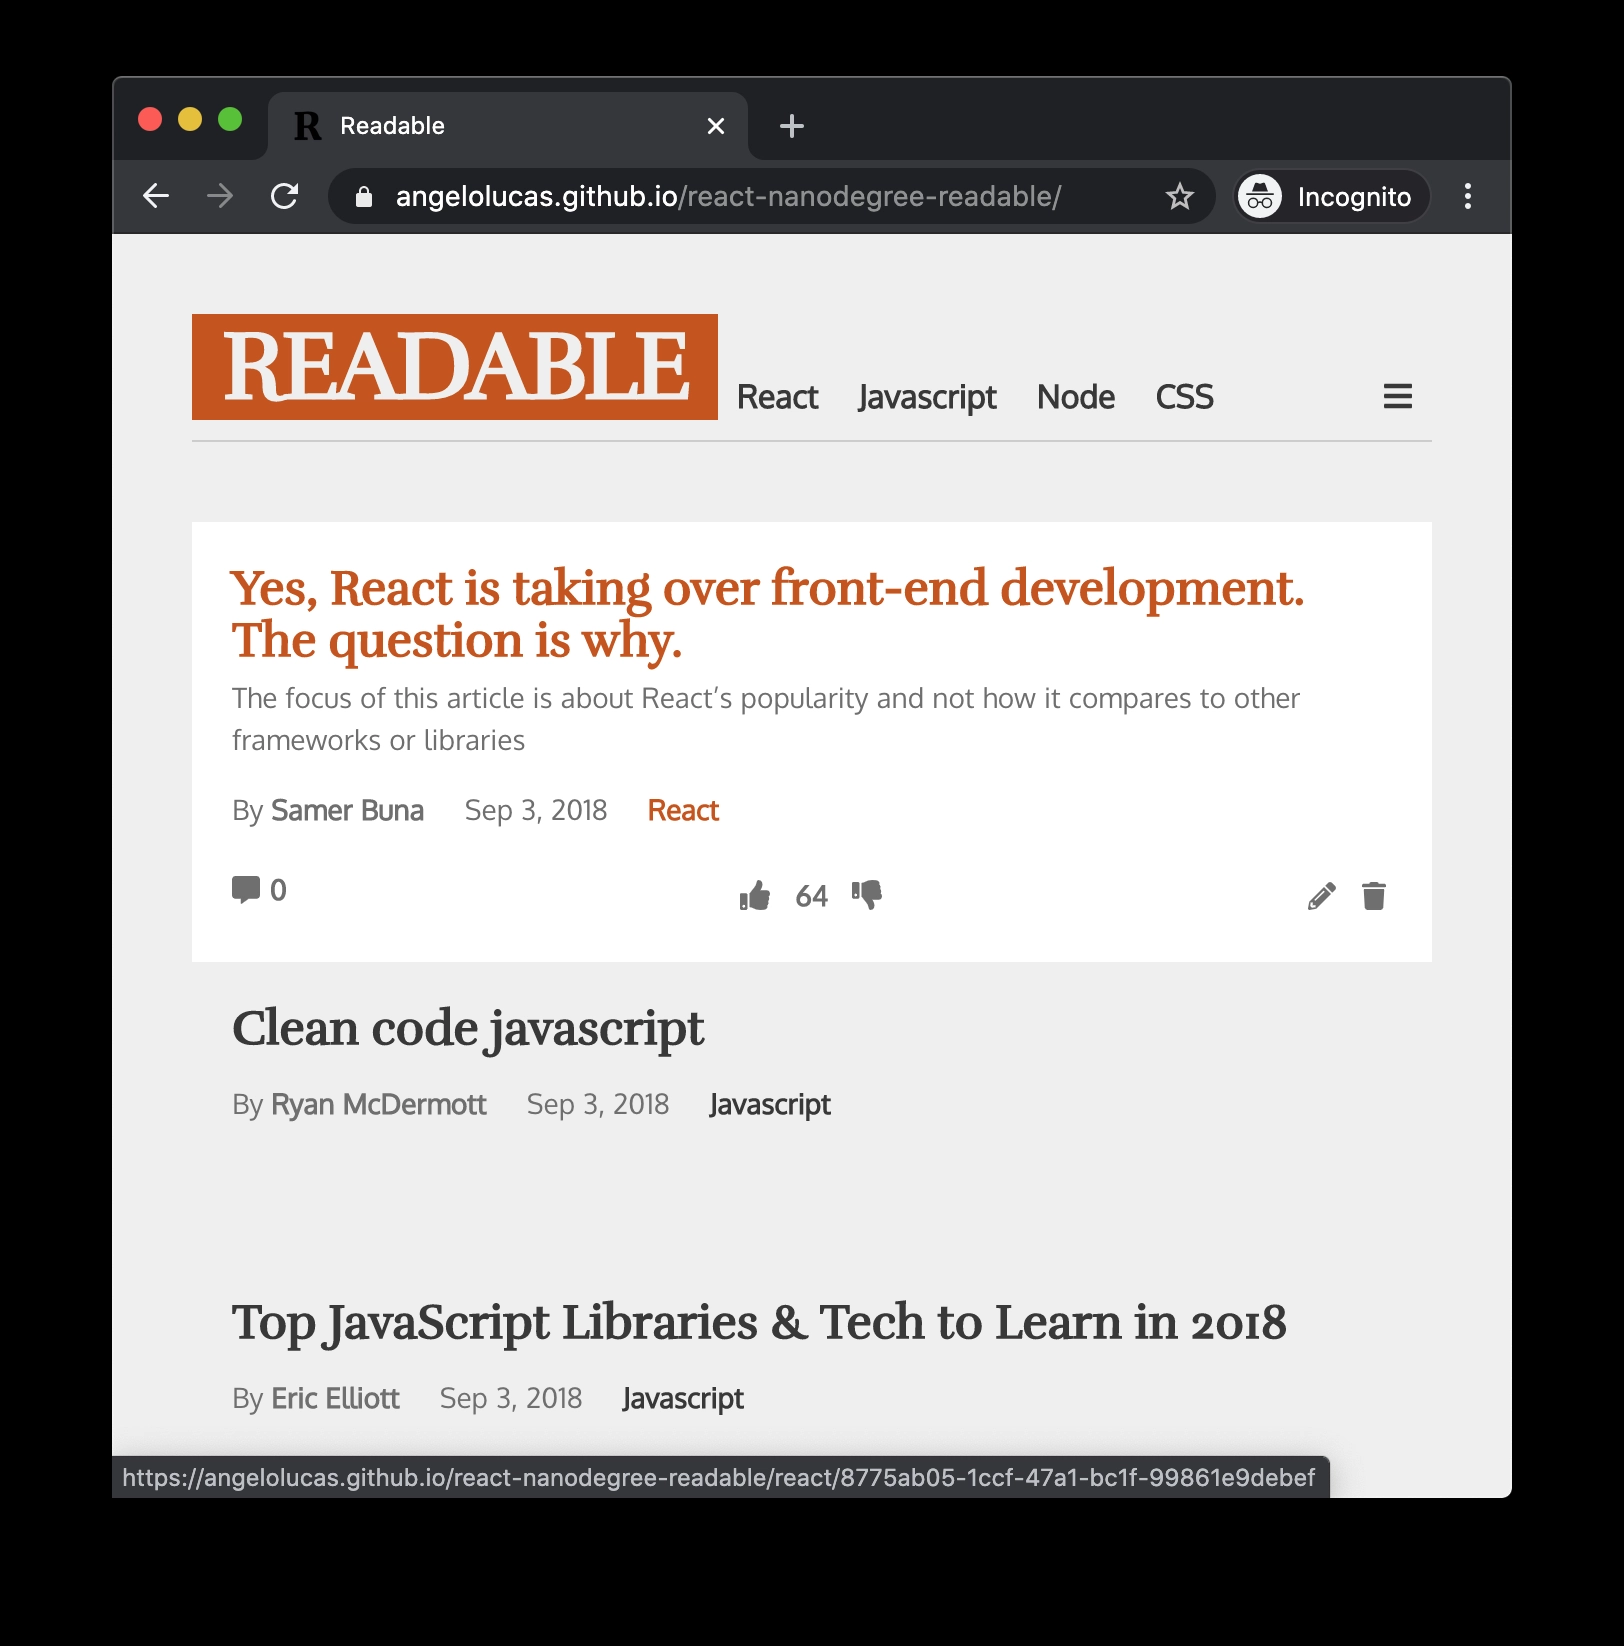 R Readable
angelolucas.github.io/react-nanodegree-readable/ Incognito
READABLE React Javascript Node CSS
Yes, React is taking over front-end development.
The question is why.
The focus of this article is about React’s popularity and not how it compares to other
frameworks or libraries
By Samer Buna Sep 3, 2018 React
0 64
Clean code javascript
By Ryan McDermott Sep 3, 2018 Javascript
Top JavaScript Libraries & Tech to Learn in 2018
By Eric Elliott Sep 3, 2018 Javascript
https://angelolucas.github.io/react-nanodegree-readable/react/8775ab05-1ccf-47a1-bc1f-99861e9debef